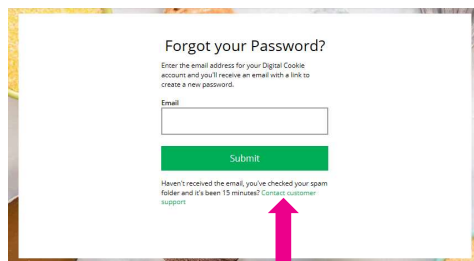 Forgot your Password?
Enter the email address for your Digital Cookie
account and you'll receive an email with a link to
create a new password.
Email
Submit
Haven't received the email, you've checked your spam
folder and it's been 15 minutes? Contact customer
support